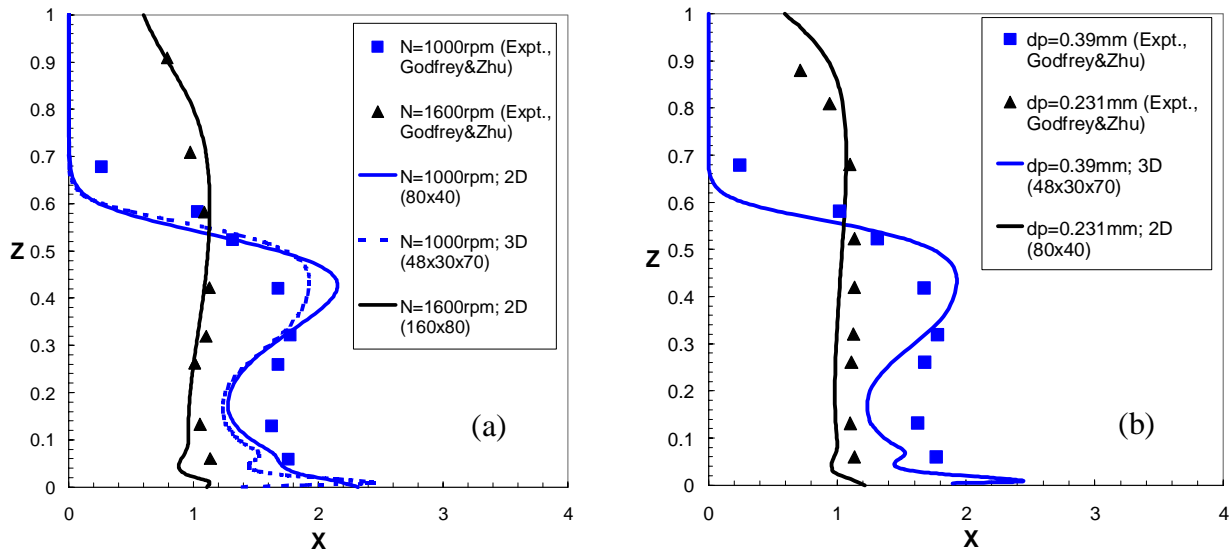 1
0.9
0.8
0.7
0.6
0.5
0.4
0.3
0.2
0.1
0
Z
0 1 2 3 4
X
N=1000rpm (Expt.,
Godfrey&Zhu)
N=1600rpm (Expt.,
Godfrey&Zhu)
N=1000rpm; 2D
(80x40)
N=1000rpm; 3D
(48x30x70)
N=1600rpm; 2D
(160x80)
(a)
1
0.9
0.8
0.7
0.6
0.5
0.4
0.3
0.2
0.1
0
Z
0 1 2 3 4
X
dp=0.39mm (Expt.,
Godfrey&Zhu)
dp=0.231mm (Expt.,
Godfrey&Zhu)
dp=0.39mm; 3D
(48x30x70)
dp=0.231mm; 2D
(80x40)
(b)